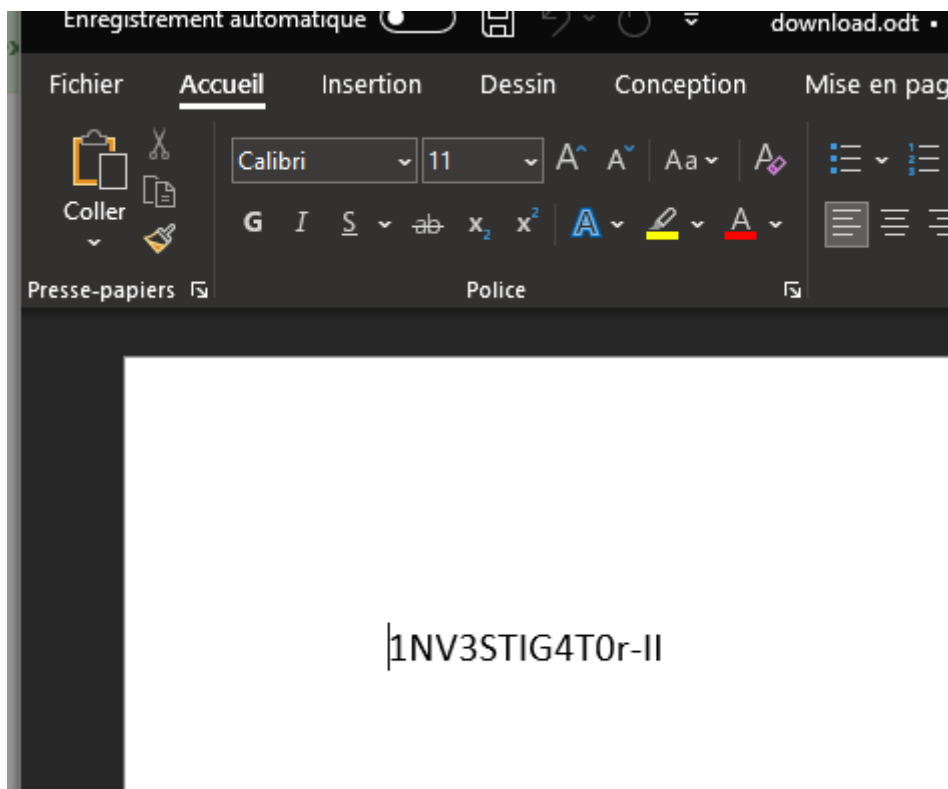 Enregistrement automatique download.odt •
Fichier Accueil Insertion Dessin Conception Mise en pag
Calibri 11 A A Aa A
Coller
G I S ab x₂ x² A A
Presse-papiers Police
1NV3STIG4T0r-II